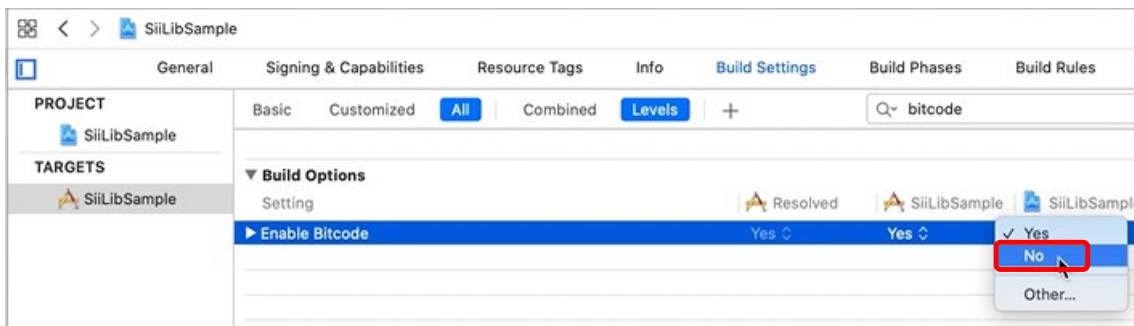 SiiLibSample
General Signing & Capabilities Resource Tags Info Build Settings Build Phases Build Rules
PROJECT
SiiLibSample
TARGETS
SiiLibSample
Basic Customized All Combined Levels + bitcode
Build Options
Setting Resolved SiiLibSample SiiLibSampl
Enable Bitcode Yes Yes
Yes
No
Other...